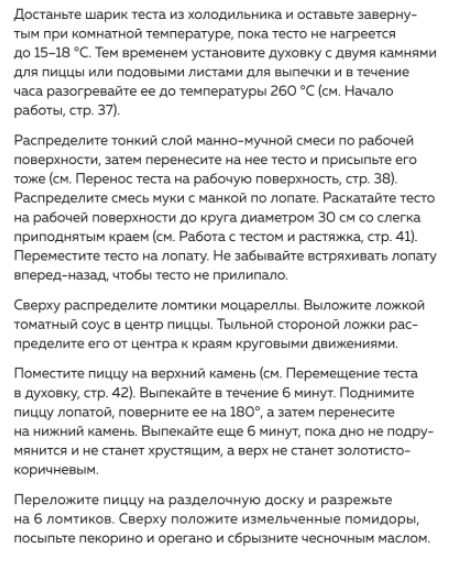 Достаньте шарик теста из холодильника и оставьте заверну-
тым при комнатной температуре, пока тесто не нагреется
до 15–18 °С. Тем временем установите духовку с двумя камнями
для пиццы или подовыми листами для выпечки и в течение
часа разогревайте ее до температуры 260 °С (см. Начало
работы, стр. 37).
Распределите тонкий слой манно-мучной смеси по рабочей
поверхности, затем перенесите на нее тесто и присыпьте его
тоже (см. Перенос теста на рабочую поверхность, стр. 38).
Распределите смесь муки с манкой по лопате. Раскатайте тесто
на рабочей поверхности до круга диаметром 30 см со слегка
приподнятым краем (см. Работа с тестом и растяжка, стр. 41).
Переместите тесто на лопату. Не забывайте встряхивать лопату
вперед-назад, чтобы тесто не прилипало.
Сверху распределите ломтики моцареллы. Выложите ложкой
томатный соус в центр пиццы. Тыльной стороной ложки рас-
пределите его от центра к краям круговыми движениями.
Поместите пиццу на верхний камень (см. Перемещение теста
в духовку, стр. 42). Выпекайте в течение 6 минут. Поднимите
пиццу лопатой, поверните ее на 180°, а затем перенесите
на нижний камень. Выпекайте еще 6 минут, пока дно не подру-
мянится и не станет хрустящим, а верх не станет золотисто-
коричневым.
Переложите пиццу на разделочную доску и разрежьте
на 6 ломтиков. Сверху положите измельченные помидоры,
посыпьте пекорино и орегано и сбрызните чесночным маслом.